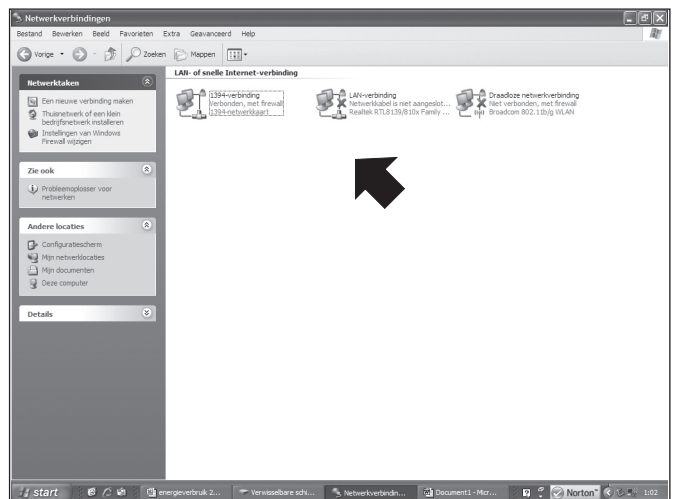 Netwerkverbindingen
Bestand Bewerken Beeld Favorieten Extra Geavanceerd Help
Vorige Zoeken Mappen
Netwerktaken
Een nieuwe verbinding maken
Thuisnetwerk of een klein
bedrijfsnetwerk installeren
Instellingen van Windows
Firewall wijzigen
Zie ook
Probleemoplosser voor
netwerken
Andere locaties
Configuratiescherm
Mijn netwerklocaties
Mijn documenten
Deze computer
Details
LAN- of snelle Internet-verbinding
1394-verbinding
Verbonden, met firewall
1394-netwerkkaart
LAN-verbinding
Netwerkkabel is niet aangeslot...
Realtek RTL8139/810x Family ...
Draadloze netwerkverbinding
Niet verbonden, met firewall
Broadcom 802.11b/g WLAN
start energieverbruik 2... Verwisselbare schi... Netwerkverbindin... Document1 - Micr... Norton™ 1:02